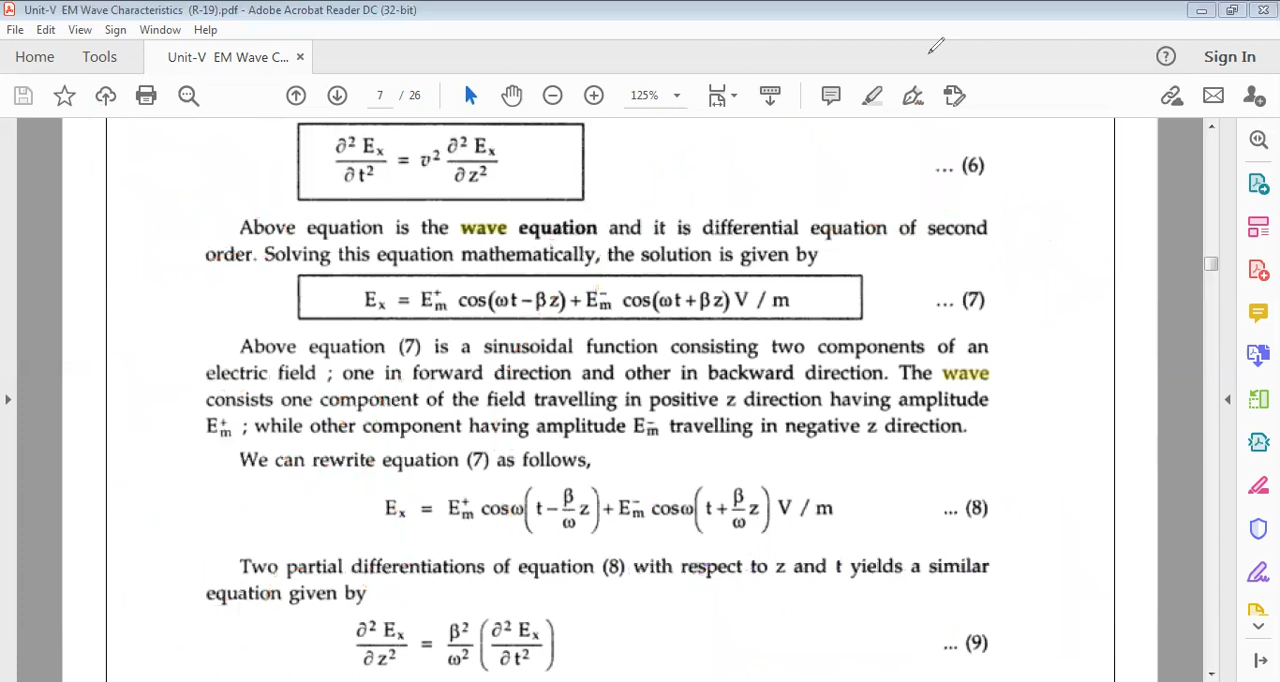 Unit-V EM Wave Characteristics (R-19).pdf - Adobe Acrobat Reader DC (32-bit)
File Edit View Sign Window Help
Home Tools Unit-V EM Wave C... × ? Sign In
7 / 26 125%
∂² Eₓ / ∂ t² = v² ∂² Eₓ / ∂ z² ... (6)
Above equation is the wave equation and it is differential equation of second
order. Solving this equation mathematically, the solution is given by
Eₓ = E⁺ₘ cos(ωt − βz) + E⁻ₘ cos(ωt + βz) V / m ... (7)
Above equation (7) is a sinusoidal function consisting two components of an
electric field ; one in forward direction and other in backward direction. The wave
consists one component of the field travelling in positive z direction having amplitude
E⁺ₘ ; while other component having amplitude E⁻ₘ travelling in negative z direction.
We can rewrite equation (7) as follows,
Eₓ = E⁺ₘ cosω(t − β/ω z) + E⁻ₘ cosω(t + β/ω z) V / m ... (8)
Two partial differentiations of equation (8) with respect to z and t yields a similar
equation given by
∂² Eₓ / ∂ z² = β²/ω² (∂² Eₓ / ∂ t²) ... (9)